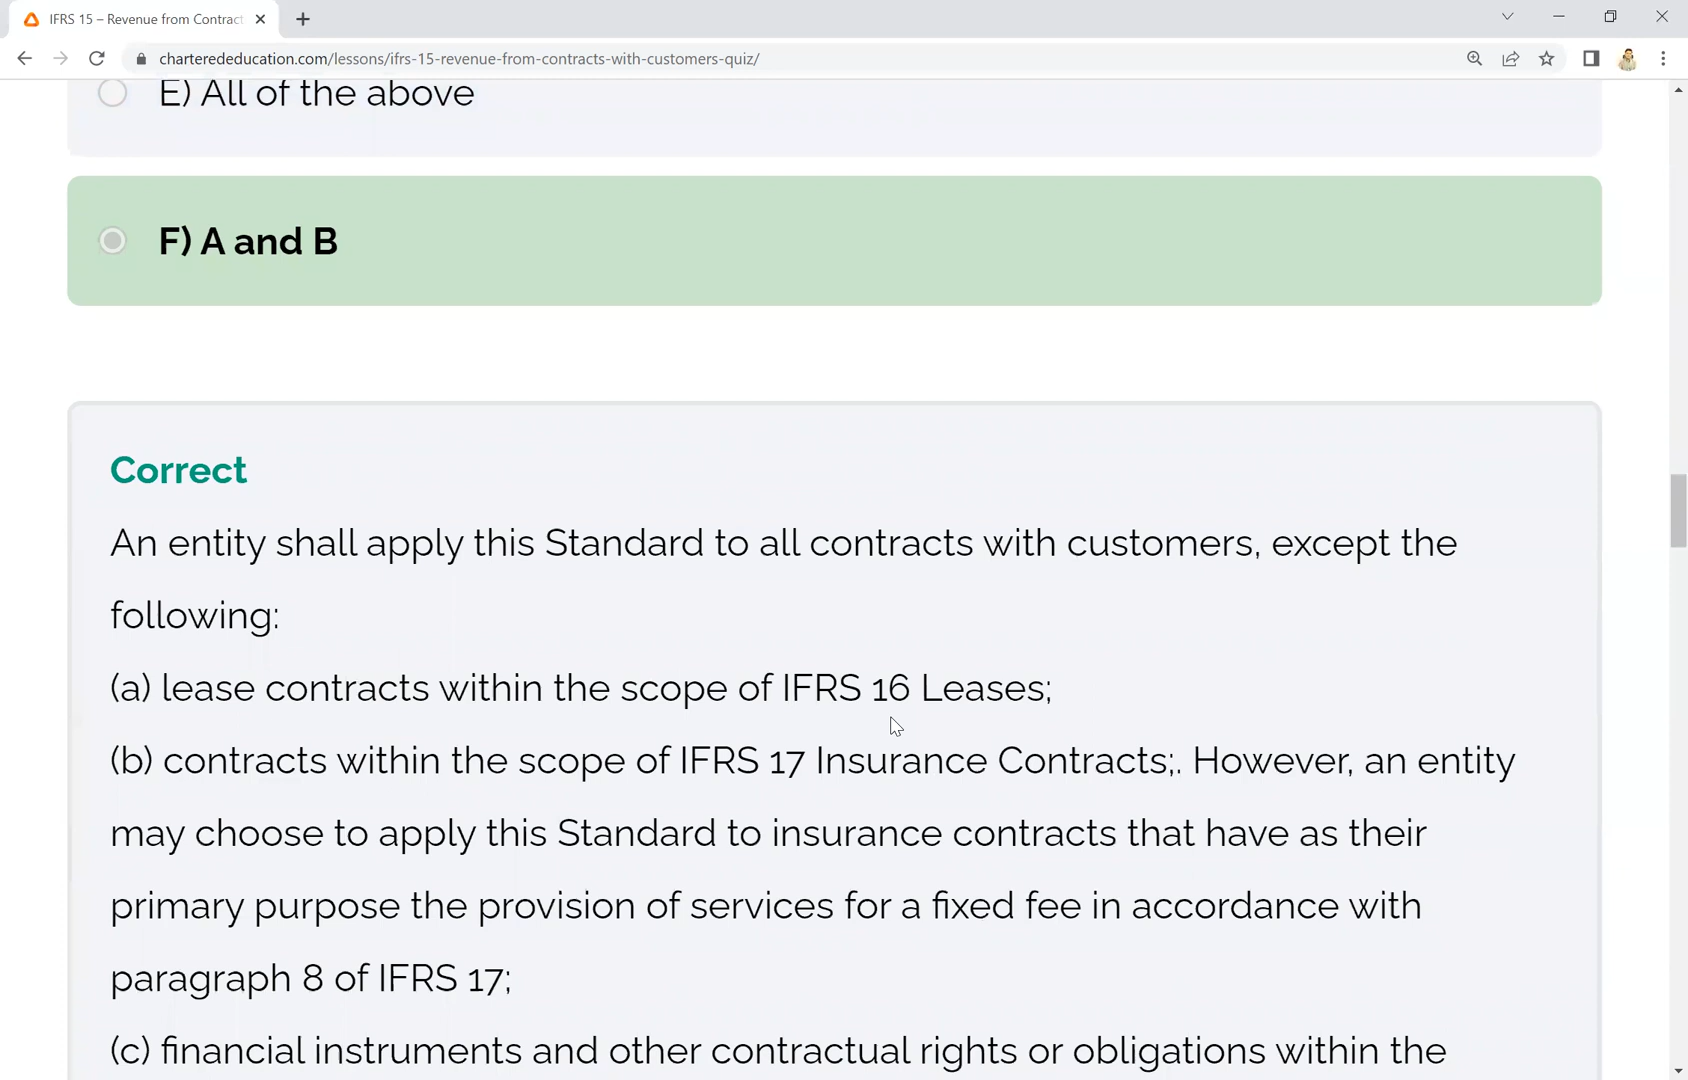 IFRS 15 – Revenue from Contract
charterededucation.com/lessons/ifrs-15-revenue-from-contracts-with-customers-quiz/
E) All of the above
F) A and B
Correct
An entity shall apply this Standard to all contracts with customers, except the
following:
(a) lease contracts within the scope of IFRS 16 Leases;
(b) contracts within the scope of IFRS 17 Insurance Contracts;. However, an entity
may choose to apply this Standard to insurance contracts that have as their
primary purpose the provision of services for a fixed fee in accordance with
paragraph 8 of IFRS 17;
(c) financial instruments and other contractual rights or obligations within the